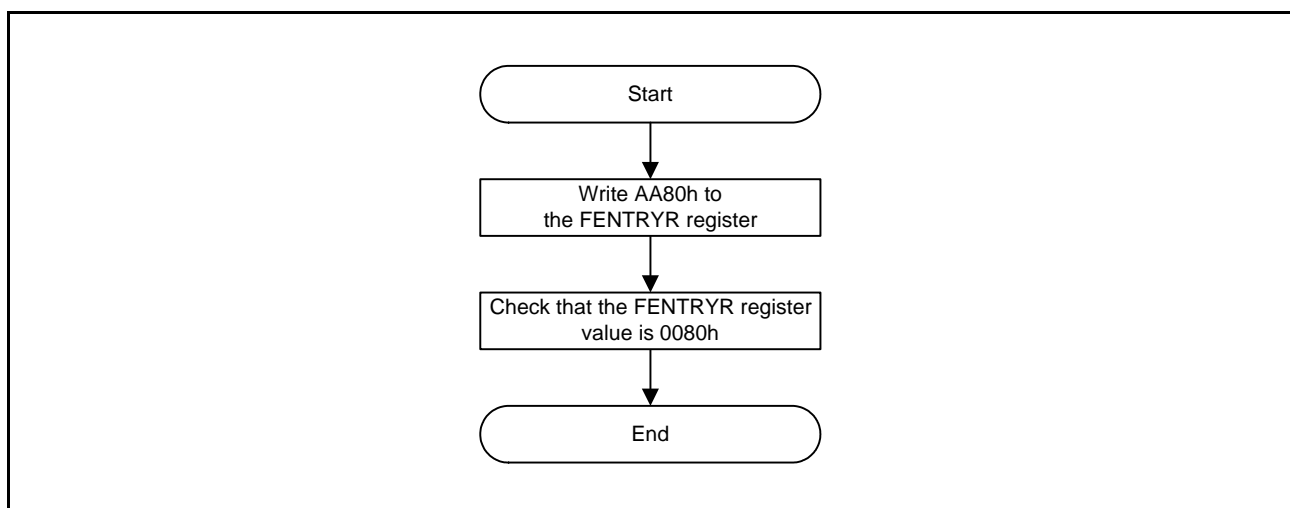 Start
Write AA80h to
the FENTRYR register
Check that the FENTRYR register
value is 0080h
End